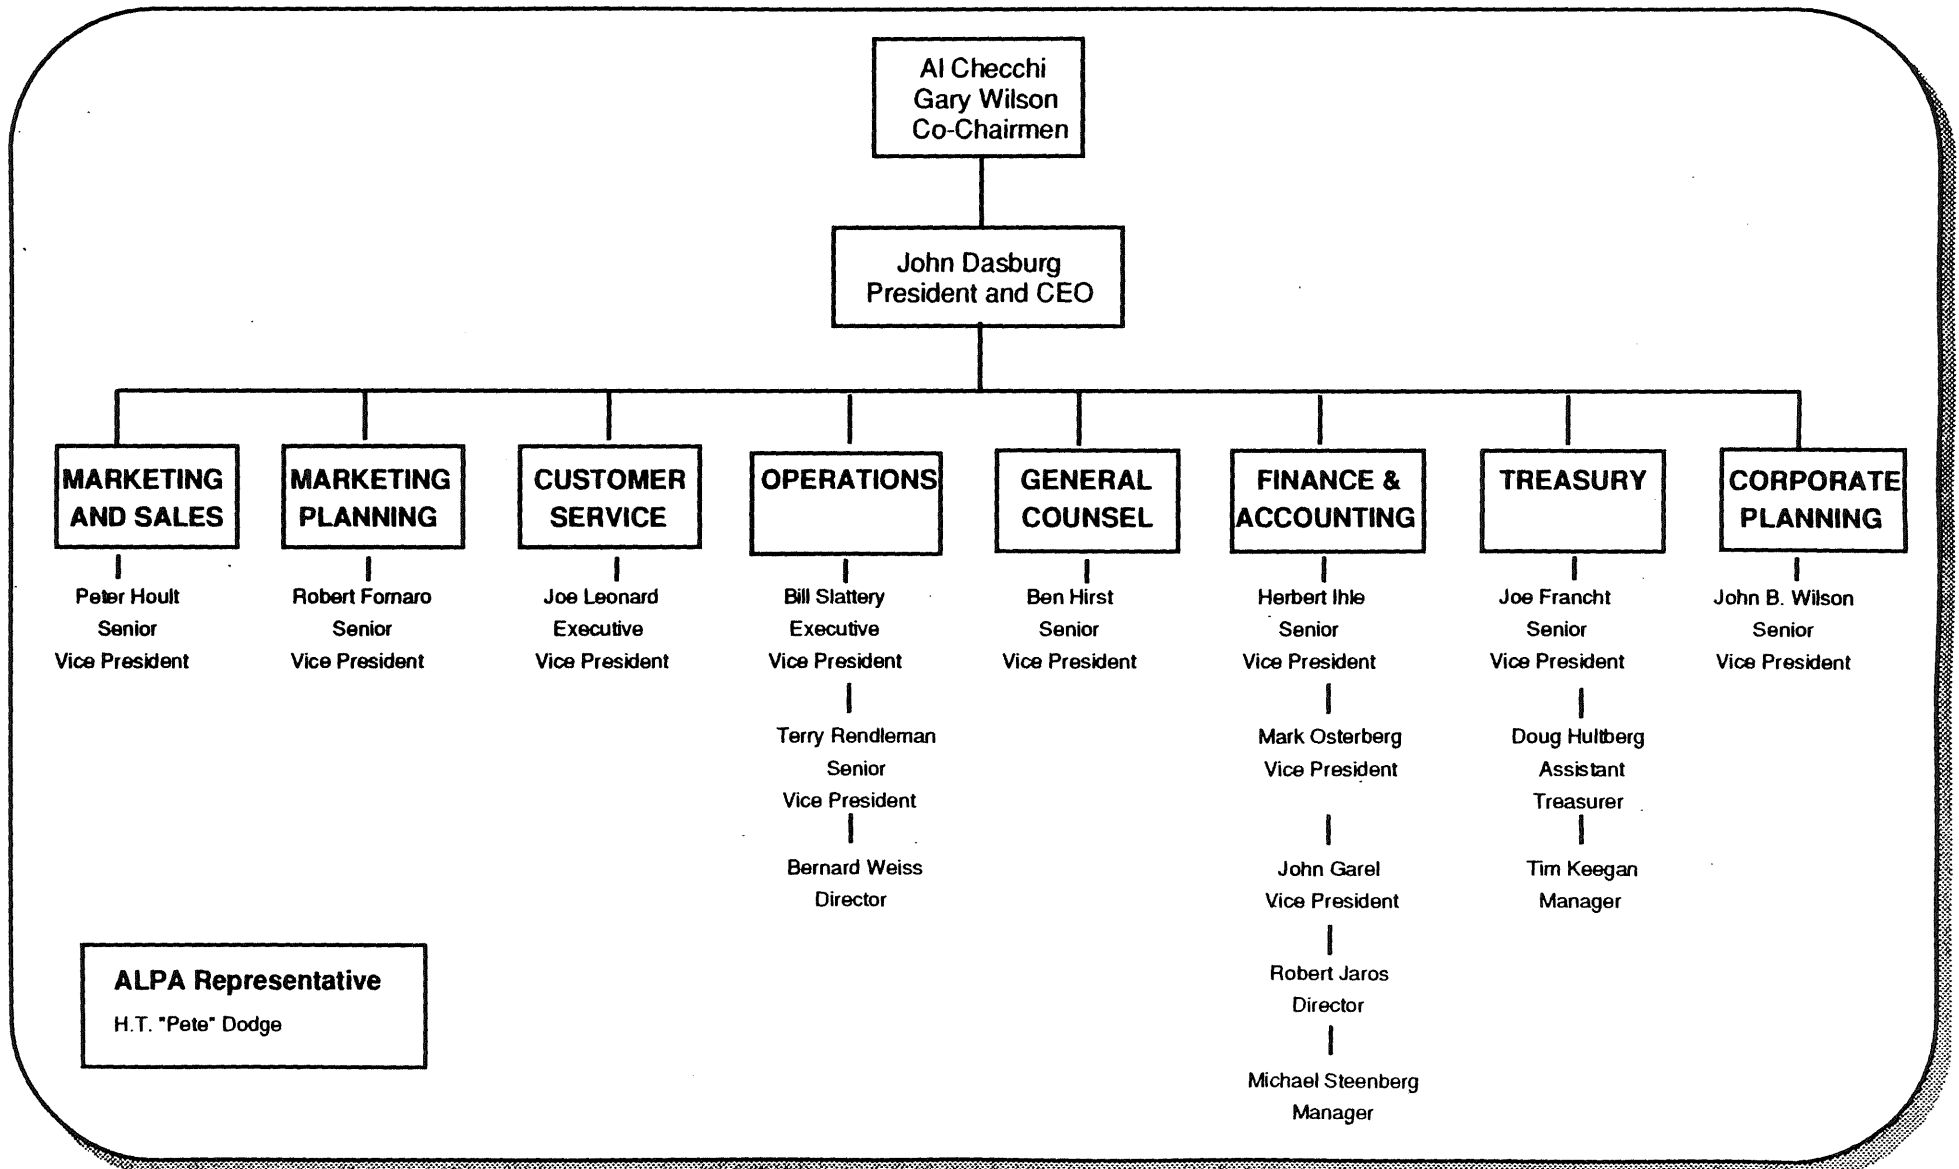 Al Checchi
Gary Wilson
Co-Chairmen
John Dasburg
President and CEO
MARKETING
AND SALES
Peter Hoult
Senior
Vice President
MARKETING
PLANNING
Robert Fornaro
Senior
Vice President
CUSTOMER
SERVICE
Joe Leonard
Executive
Vice President
OPERATIONS
Bill Slattery
Executive
Vice President
Terry Rendleman
Senior
Vice President
Bernard Weiss
Director
GENERAL
COUNSEL
Ben Hirst
Senior
Vice President
FINANCE &
ACCOUNTING
Herbert Ihle
Senior
Vice President
Mark Osterberg
Vice President
John Garel
Vice President
Robert Jaros
Director
Michael Steenberg
Manager
TREASURY
Joe Francht
Senior
Vice President
Doug Hultberg
Assistant
Treasurer
Tim Keegan
Manager
CORPORATE
PLANNING
John B. Wilson
Senior
Vice President
ALPA Representative
H.T. "Pete" Dodge